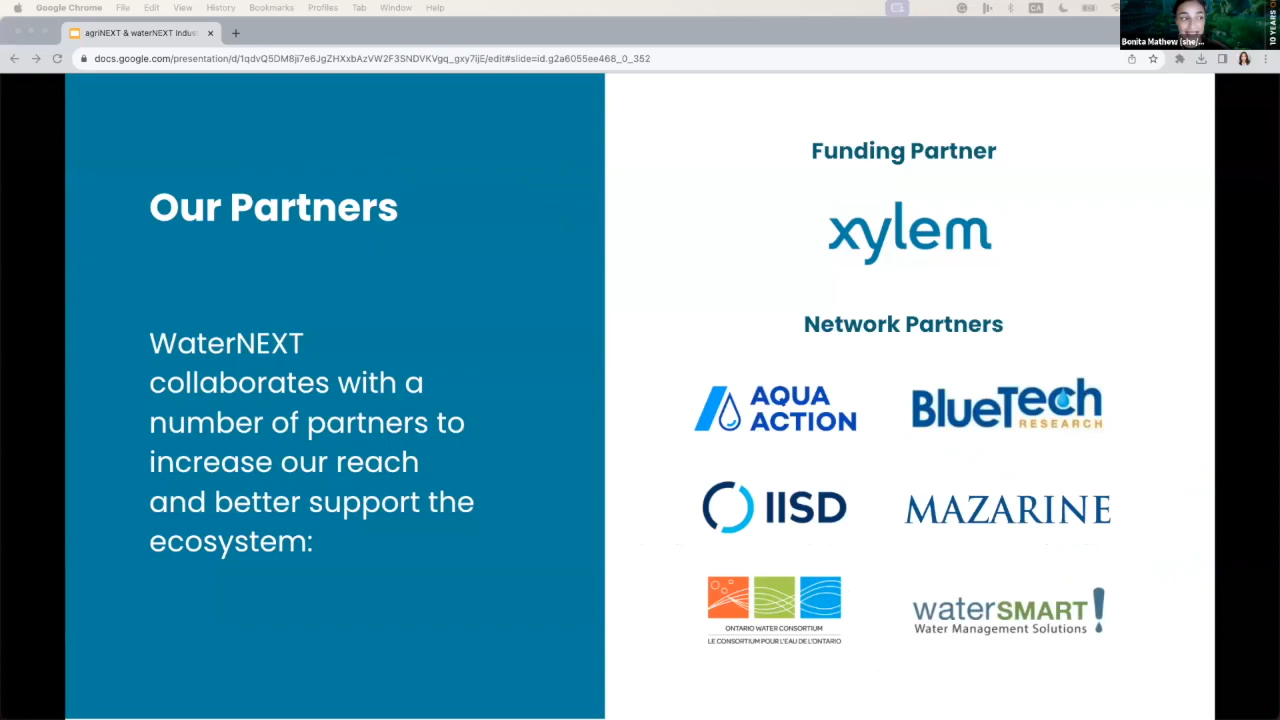 Google Chrome File Edit View History Bookmarks Profiles Tab Window Help
agriNEXT & waterNEXT Indus
docs.google.com/presentation/d/1qdvQ5DM8ji7e6JgZHXxbAzVW2F3SNDVKVgq_gxy7ijE/edit#slide=id.g2a6055ee468_0_352
Bonita Mathew (she/...
10 YEARS O
Our Partners
WaterNEXT
collaborates with a
number of partners to
increase our reach
and better support the
ecosystem:
Funding Partner
xylem
Network Partners
AQUA
ACTION
BlueTech
RESEARCH
IISD
MAZARINE
ONTARIO WATER CONSORTIUM
LE CONSORTIUM POUR L'EAU DE L'ONTARIO
waterSMART!
Water Management Solutions